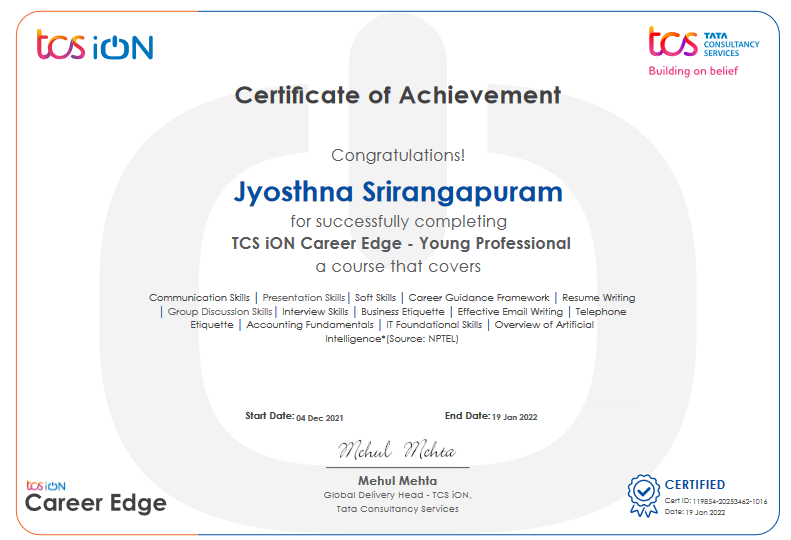 tcs iON
tcs TATA
CONSULTANCY
SERVICES
Building on belief
Certificate of Achievement
Congratulations!
Jyosthna Srirangapuram
for successfully completing
TCS iON Career Edge - Young Professional
a course that covers
Communication Skills | Presentation Skills| Soft Skills | Career Guidance Framework | Resume Writing
| Group Discussion Skills| Interview Skills | Business Etiquette | Effective Email Writing | Telephone
Etiquette | Accounting Fundamentals | IT Foundational Skills | Overview of Artificial
Intelligence*(Source: NPTEL)
Start Date: 04 Dec 2021 End Date: 19 Jan 2022
Mehul Mehta
Mehul Mehta
Global Delivery Head - TCS iON,
Tata Consultancy Services
tcs iON
Career Edge
CERTIFIED
Cert ID: 119854-20253462-1016
Date: 19 Jan 2022